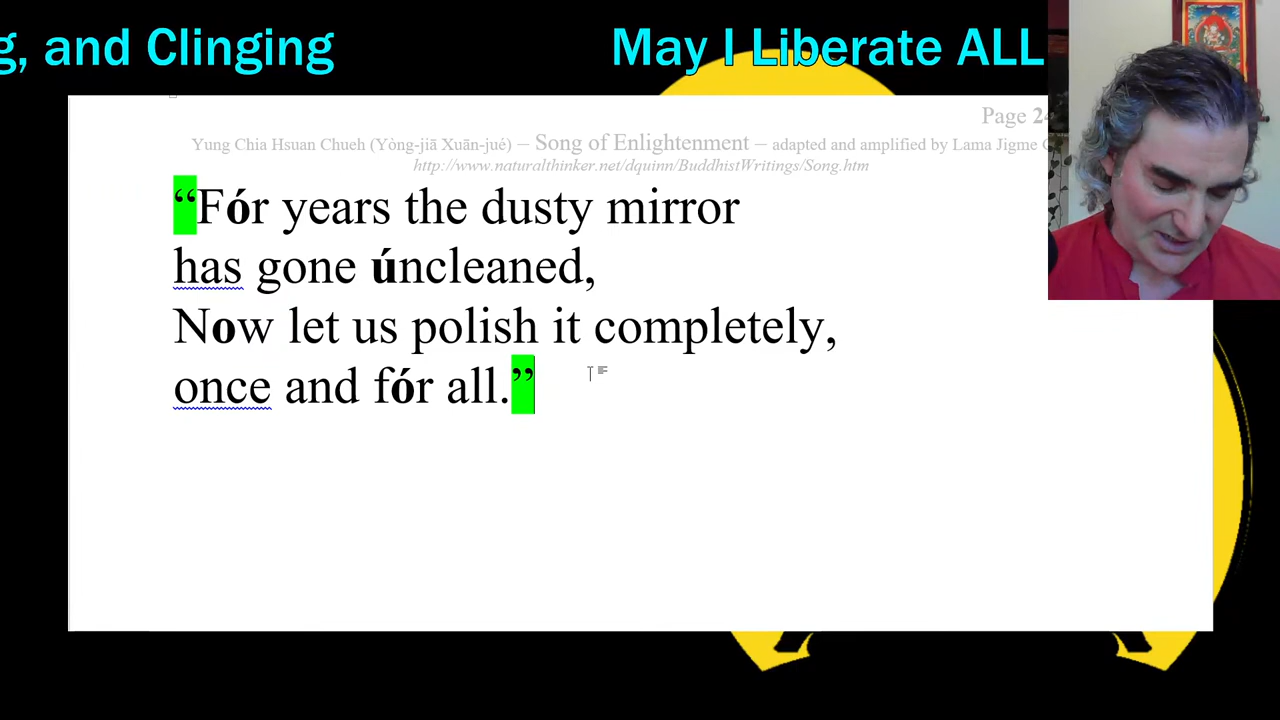 g, and Clinging May I Liberate ALL
Page 24
Yung Chia Hsuan Chueh (Yòng-jiā Xuān-jué) – Song of Enlightenment – adapted and amplified by Lama Jigme
http://www.naturalthinker.net/dquinn/BuddhistWritings/Song.htm
“Fór years the dusty mirror
has gone úncleaned,
Now let us polish it completely,
once and fór all.”